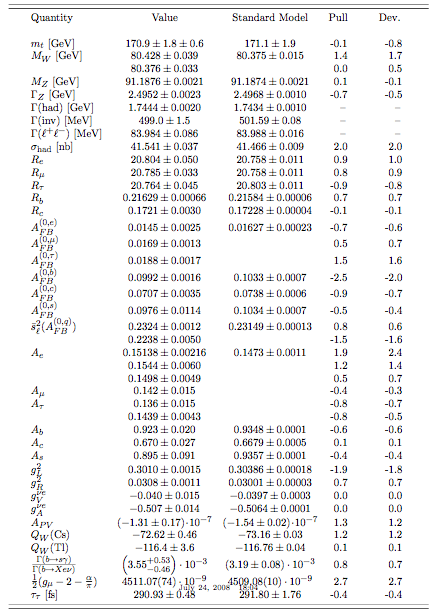 Quantity Value Standard Model Pull Dev.
m_t [GeV] 170.9 ± 1.8 ± 0.6 171.1 ± 1.9 -0.1 -0.8
M_W [GeV] 80.428 ± 0.039 80.375 ± 0.015 1.4 1.7
80.376 ± 0.033 0.0 0.5
M_Z [GeV] 91.1876 ± 0.0021 91.1874 ± 0.0021 0.1 -0.1
Γ_Z [GeV] 2.4952 ± 0.0023 2.4968 ± 0.0010 -0.7 -0.5
Γ(had) [GeV] 1.7444 ± 0.0020 1.7434 ± 0.0010 – –
Γ(inv) [MeV] 499.0 ± 1.5 501.59 ± 0.08 – –
Γ(ℓ⁺ℓ⁻) [MeV] 83.984 ± 0.086 83.988 ± 0.016 – –
σ_had [nb] 41.541 ± 0.037 41.466 ± 0.009 2.0 2.0
R_e 20.804 ± 0.050 20.758 ± 0.011 0.9 1.0
R_μ 20.785 ± 0.033 20.758 ± 0.011 0.8 0.9
R_τ 20.764 ± 0.045 20.803 ± 0.011 -0.9 -0.8
R_b 0.21629 ± 0.00066 0.21584 ± 0.00006 0.7 0.7
R_c 0.1721 ± 0.0030 0.17228 ± 0.00004 -0.1 -0.1
A_FB^(0,e) 0.0145 ± 0.0025 0.01627 ± 0.00023 -0.7 -0.6
A_FB^(0,μ) 0.0169 ± 0.0013 0.5 0.7
A_FB^(0,τ) 0.0188 ± 0.0017 1.5 1.6
A_FB^(0,b) 0.0992 ± 0.0016 0.1033 ± 0.0007 -2.5 -2.0
A_FB^(0,c) 0.0707 ± 0.0035 0.0738 ± 0.0006 -0.9 -0.7
A_FB^(0,s) 0.0976 ± 0.0114 0.1034 ± 0.0007 -0.5 -0.4
s̄_ℓ²(A_FB^(0,q)) 0.2324 ± 0.0012 0.23149 ± 0.00013 0.8 0.6
0.2238 ± 0.0050 -1.5 -1.6
A_e 0.15138 ± 0.00216 0.1473 ± 0.0011 1.9 2.4
0.1544 ± 0.0060 1.2 1.4
0.1498 ± 0.0049 0.5 0.7
A_μ 0.142 ± 0.015 -0.4 -0.3
A_τ 0.136 ± 0.015 -0.8 -0.7
0.1439 ± 0.0043 -0.8 -0.5
A_b 0.923 ± 0.020 0.9348 ± 0.0001 -0.6 -0.6
A_c 0.670 ± 0.027 0.6679 ± 0.0005 0.1 0.1
A_s 0.895 ± 0.091 0.9357 ± 0.0001 -0.4 -0.4
g_L² 0.3010 ± 0.0015 0.30386 ± 0.00018 -1.9 -1.8
g_R² 0.0308 ± 0.0011 0.03001 ± 0.00003 0.7 0.7
g_V^νe -0.040 ± 0.015 -0.0397 ± 0.0003 0.0 0.0
g_A^νe -0.507 ± 0.014 -0.5064 ± 0.0001 0.0 0.0
A_PV (-1.31 ± 0.17)·10⁻⁷ (-1.54 ± 0.02)·10⁻⁷ 1.3 1.2
Q_W(Cs) -72.62 ± 0.46 -73.16 ± 0.03 1.2 1.2
Q_W(Tl) -116.4 ± 3.6 -116.76 ± 0.04 0.1 0.1
Γ(b→sγ)/Γ(b→Xeν) (3.55 +0.53 −0.46)·10⁻³ (3.19 ± 0.08)·10⁻³ 0.8 0.7
½(g_μ − 2 − α/π) 4511.07(74)·10⁻⁹ 4509.08(10)·10⁻⁹ 2.7 2.7
τ_τ [fs] 290.93 ± 0.48 291.80 ± 1.76 -0.4 -0.4